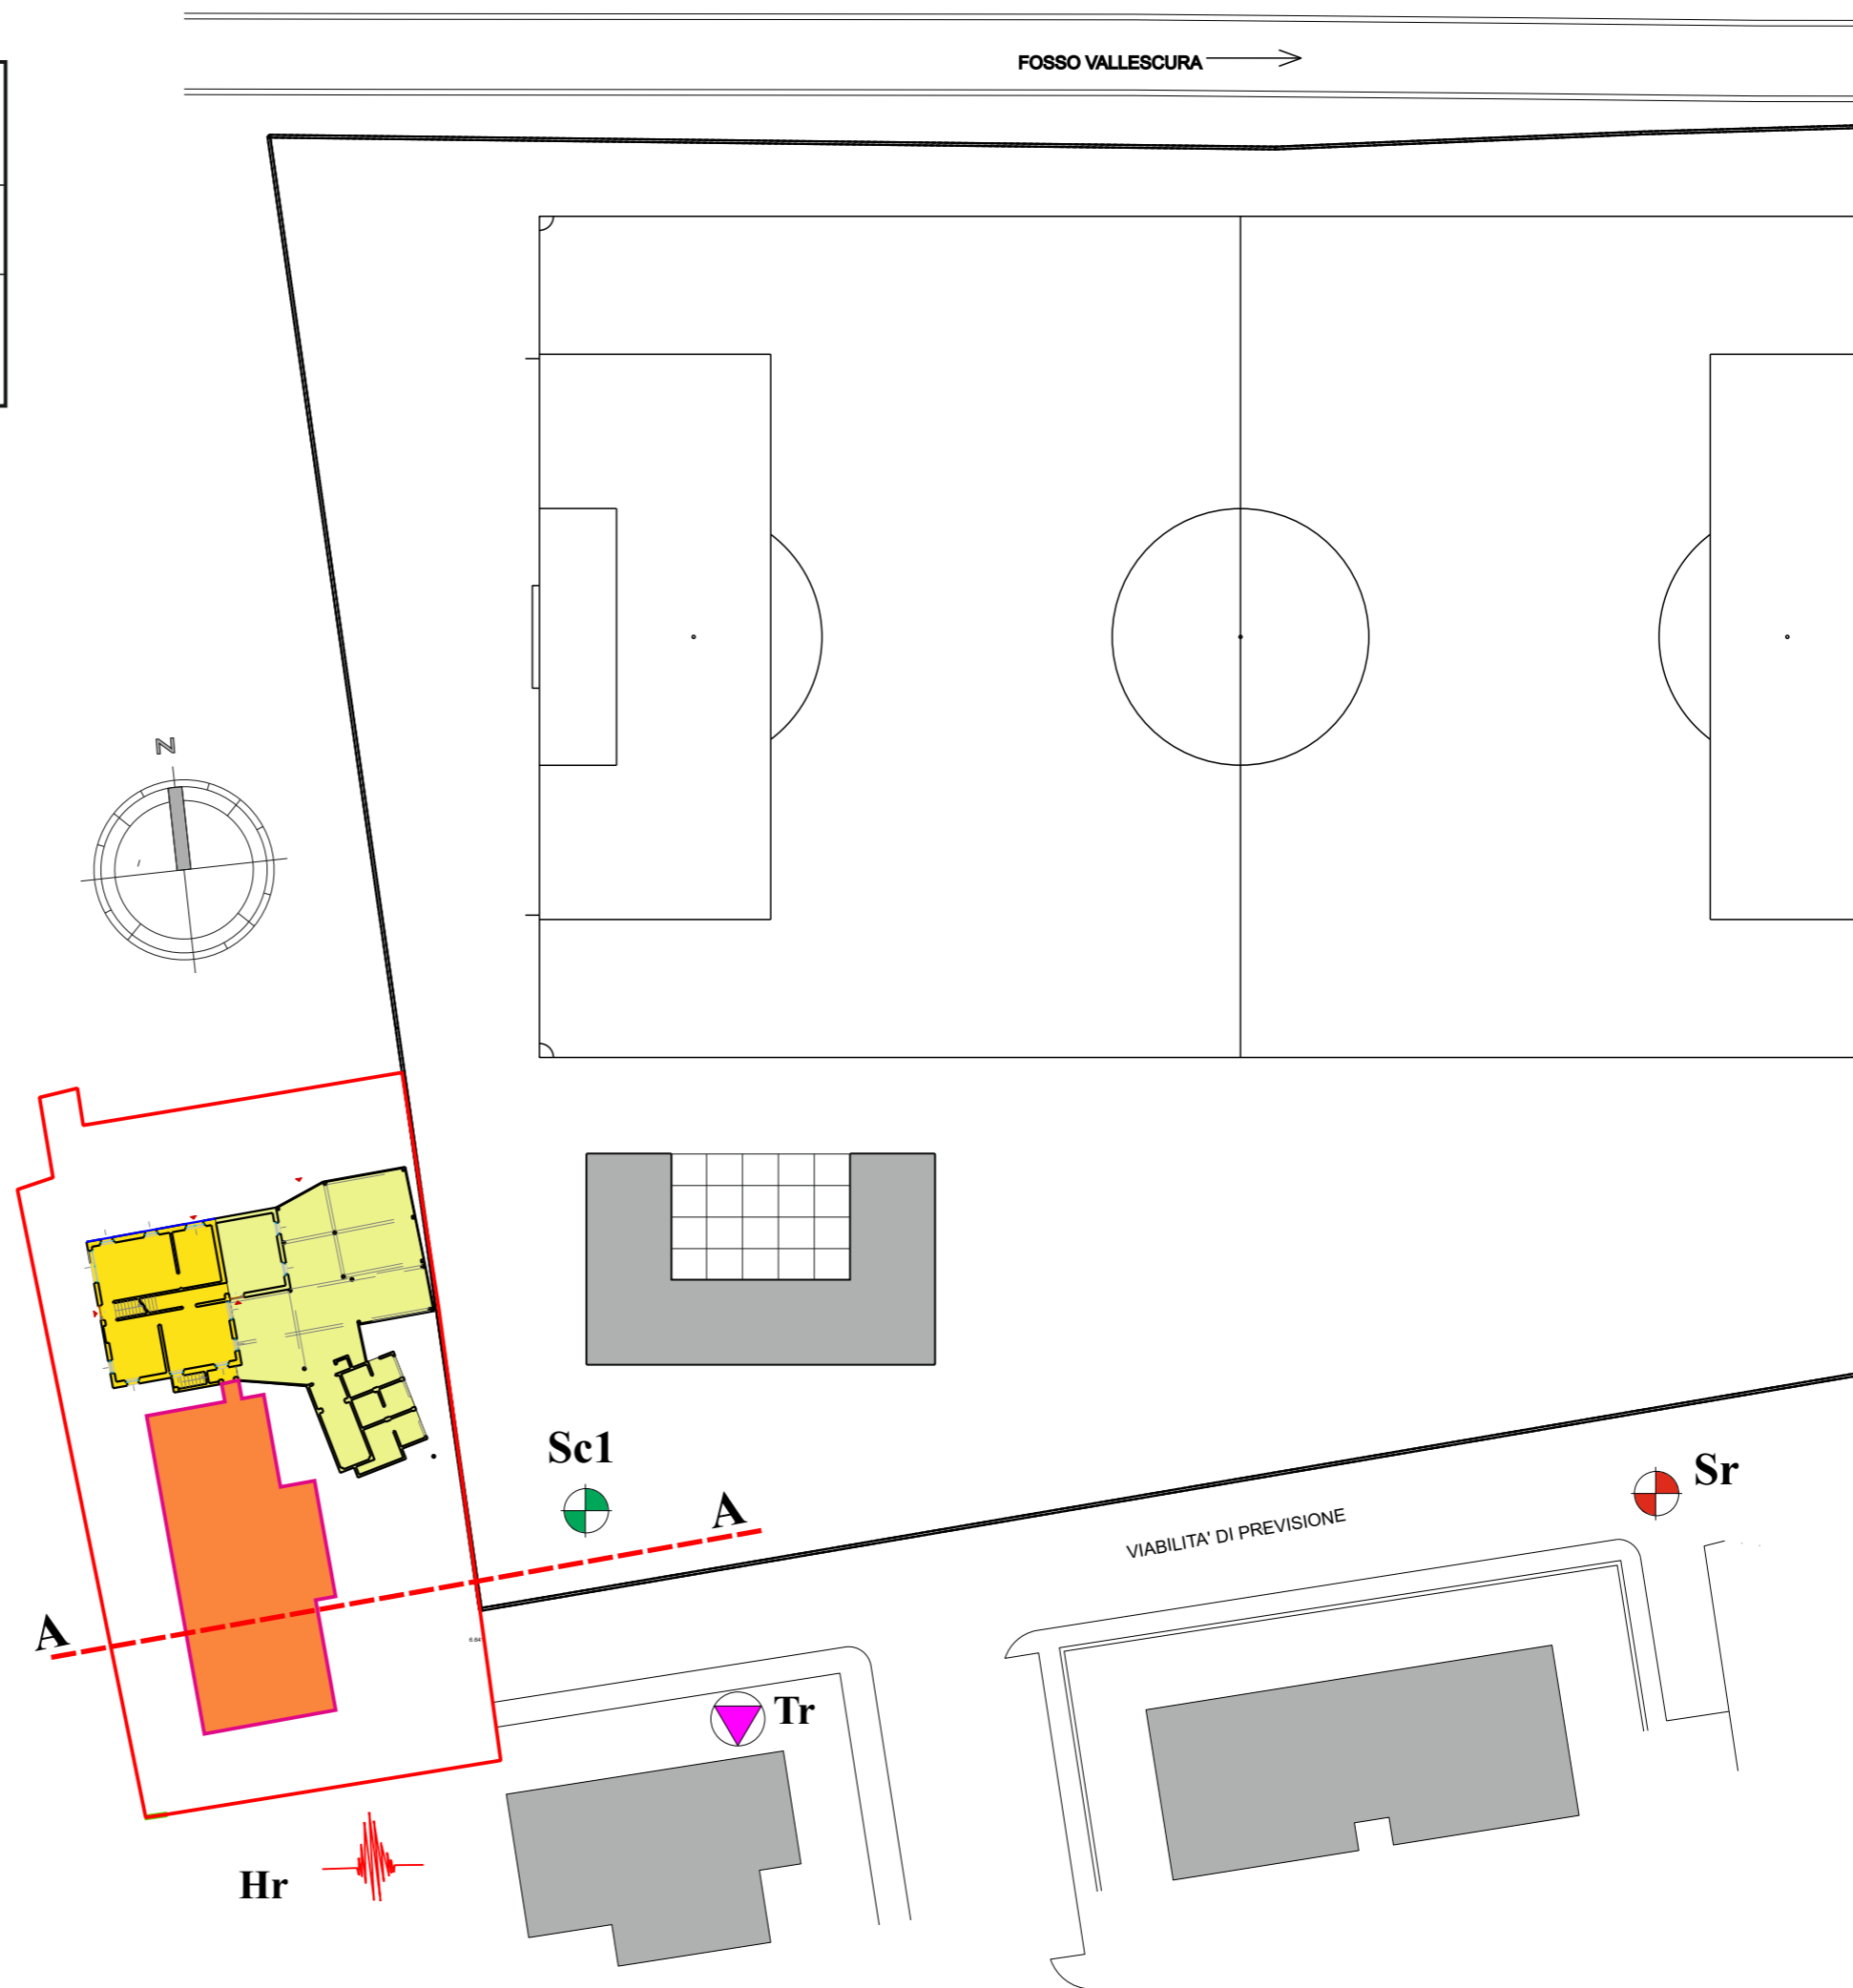 FOSSO VALLESCURA
N
Sc1
A
Sr
VIABILITA' DI PREVISIONE
A
Tr
Hr